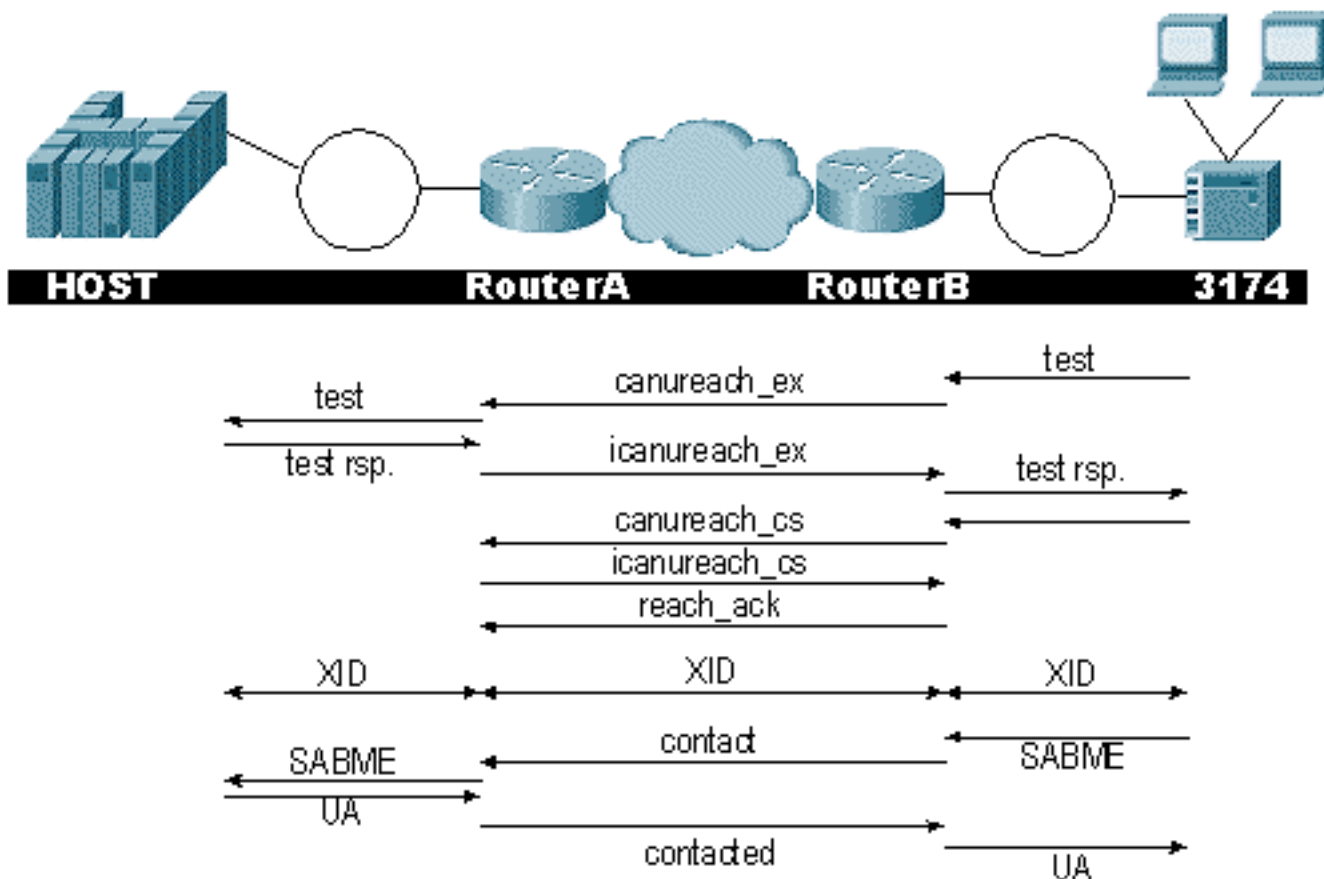 HOST RouterA RouterB 3174
test
canureach_ex
test
test rsp.
icanureach_ex
test rsp.
canureach_cs
icanureach_cs
reach_ack
XID XID XID
contact
SABME
SABME
UA
contacted
UA